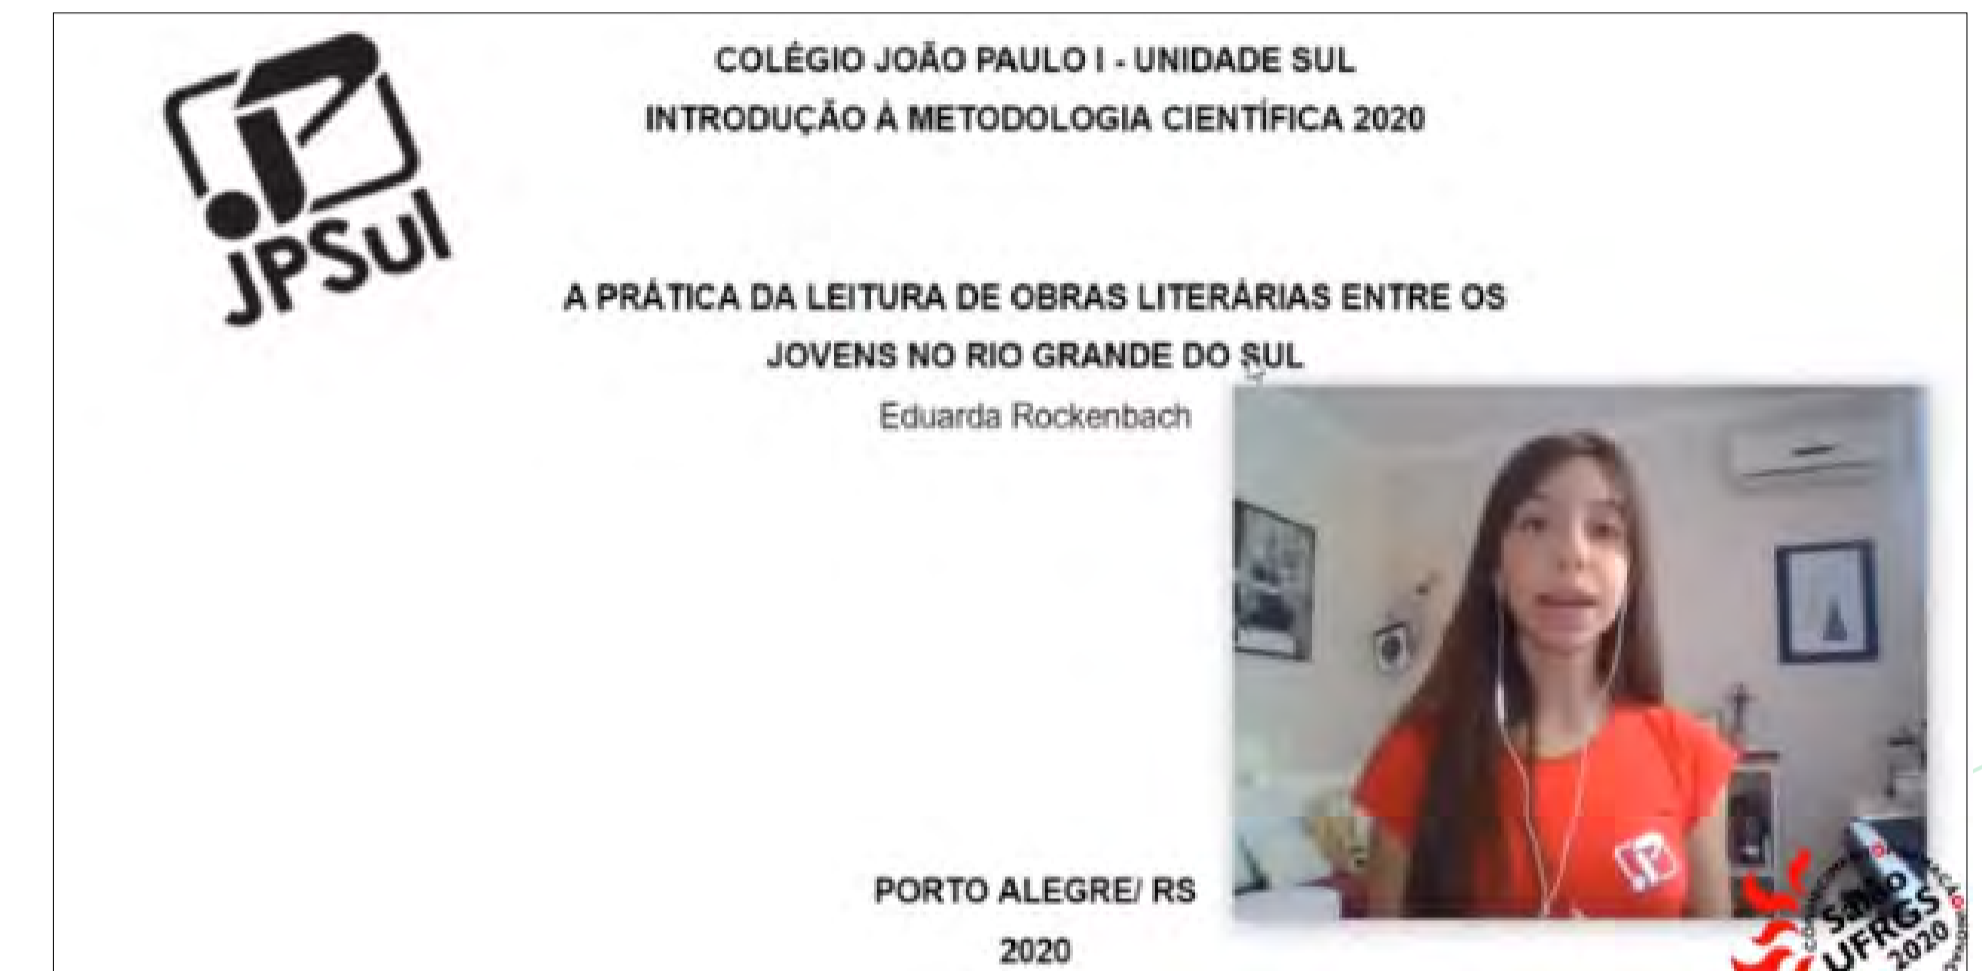 JPSul
COLÉGIO JOÃO PAULO I - UNIDADE SUL
INTRODUÇÃO À METODOLOGIA CIENTÍFICA 2020
A PRÁTICA DA LEITURA DE OBRAS LITERÁRIAS ENTRE OS
JOVENS NO RIO GRANDE DO SUL
Eduarda Rockenbach
PORTO ALEGRE/ RS
2020
Salão
UFRGS
2020